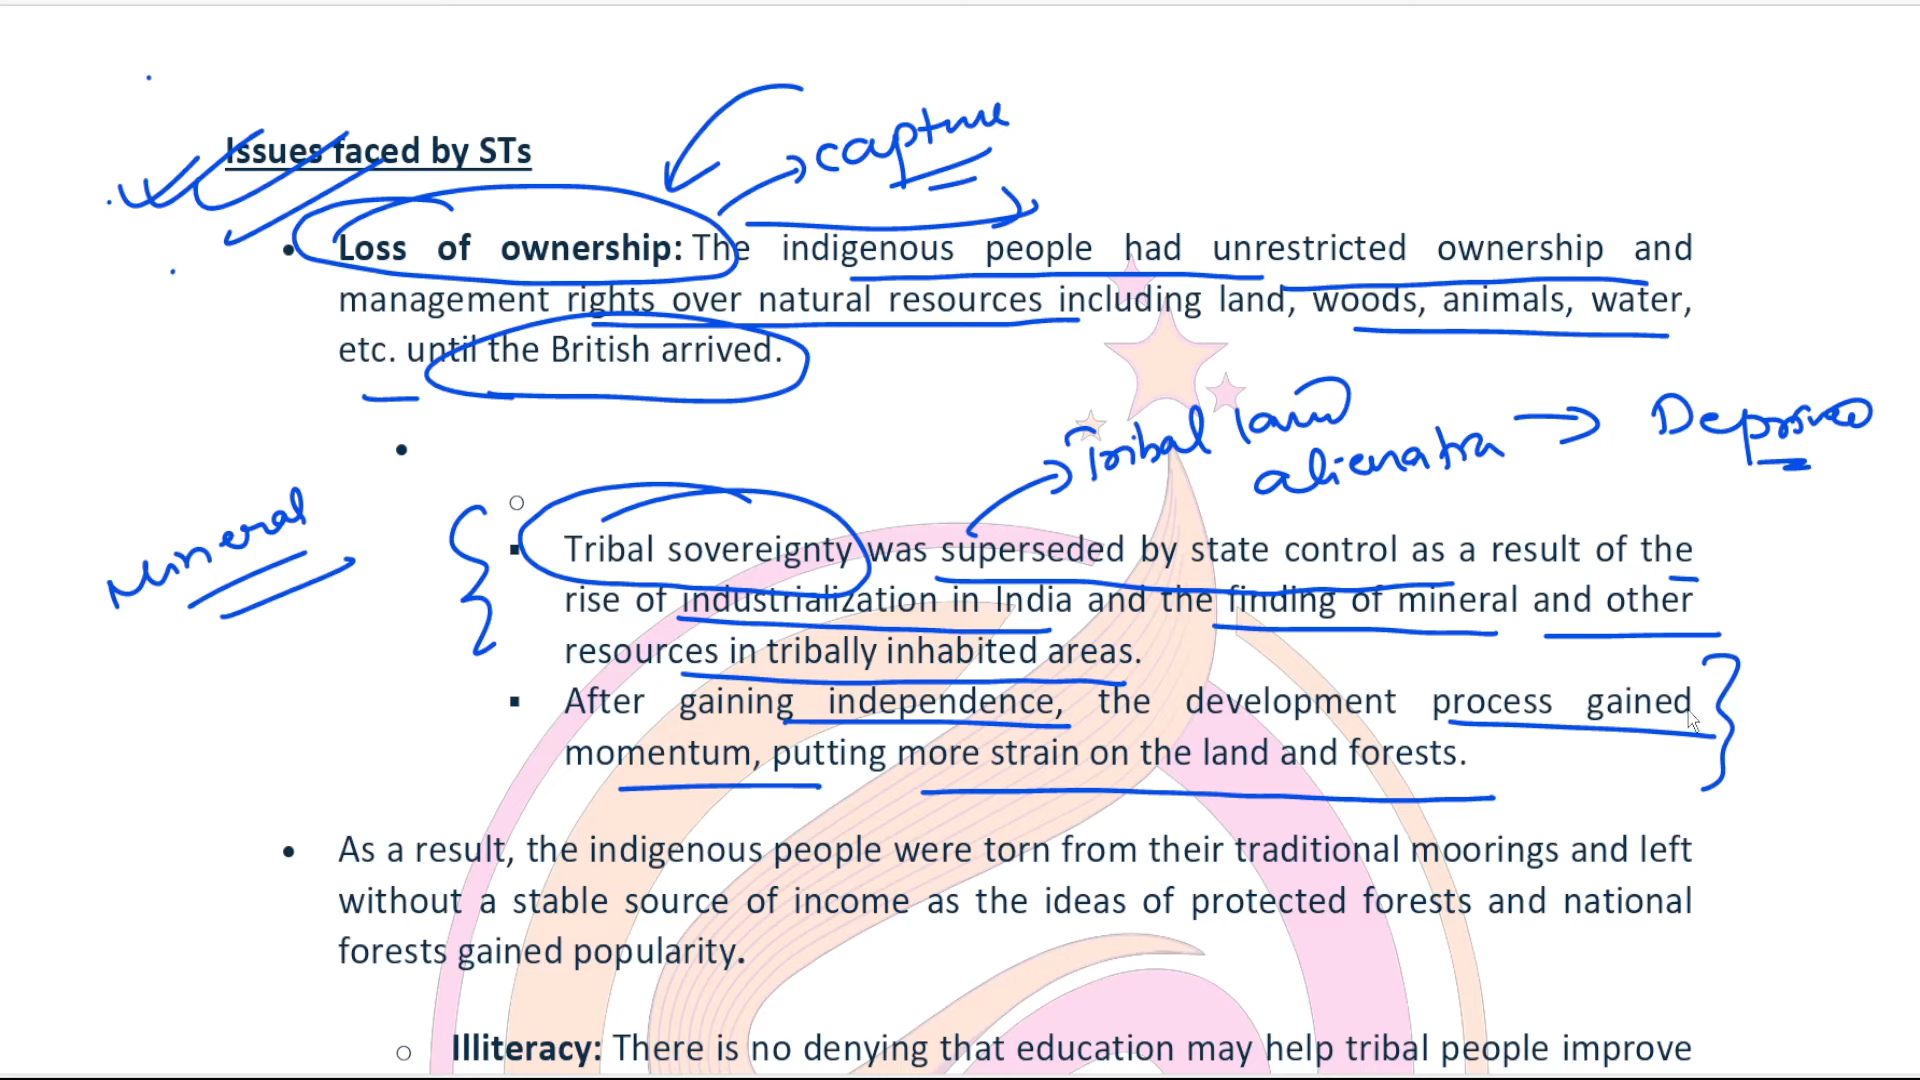 Issues faced by STs
capture
• Loss of ownership: The indigenous people had unrestricted ownership and
management rights over natural resources including land, woods, animals, water,
etc. until the British arrived.
Tribal land
alienation → Deprived
Mineral
▪ Tribal sovereignty was superseded by state control as a result of the
rise of industrialization in India and the finding of mineral and other
resources in tribally inhabited areas.
▪ After gaining independence, the development process gained
momentum, putting more strain on the land and forests.
• As a result, the indigenous people were torn from their traditional moorings and left
without a stable source of income as the ideas of protected forests and national
forests gained popularity.
○ Illiteracy: There is no denying that education may help tribal people improve